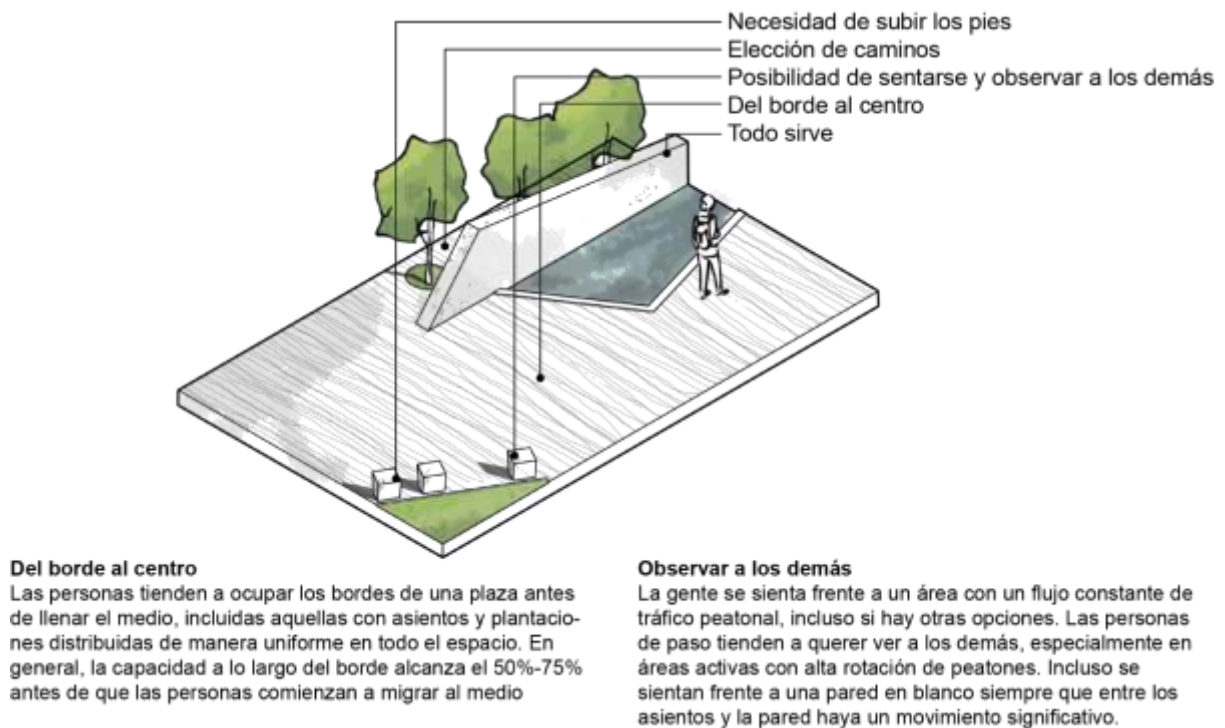 Necesidad de subir los pies
Elección de caminos
Posibilidad de sentarse y observar a los demás
Del borde al centro
Todo sirve
Del borde al centro
Las personas tienden a ocupar los bordes de una plaza antes
de llenar el medio, incluidas aquellas con asientos y plantacio-
nes distribuidas de manera uniforme en todo el espacio. En
general, la capacidad a lo largo del borde alcanza el 50%-75%
antes de que las personas comienzan a migrar al medio
Observar a los demás
La gente se sienta frente a un área con un flujo constante de
tráfico peatonal, incluso si hay otras opciones. Las personas
de paso tienden a querer ver a los demás, especialmente en
áreas activas con alta rotación de peatones. Incluso se
sientan frente a una pared en blanco siempre que entre los
asientos y la pared haya un movimiento significativo.